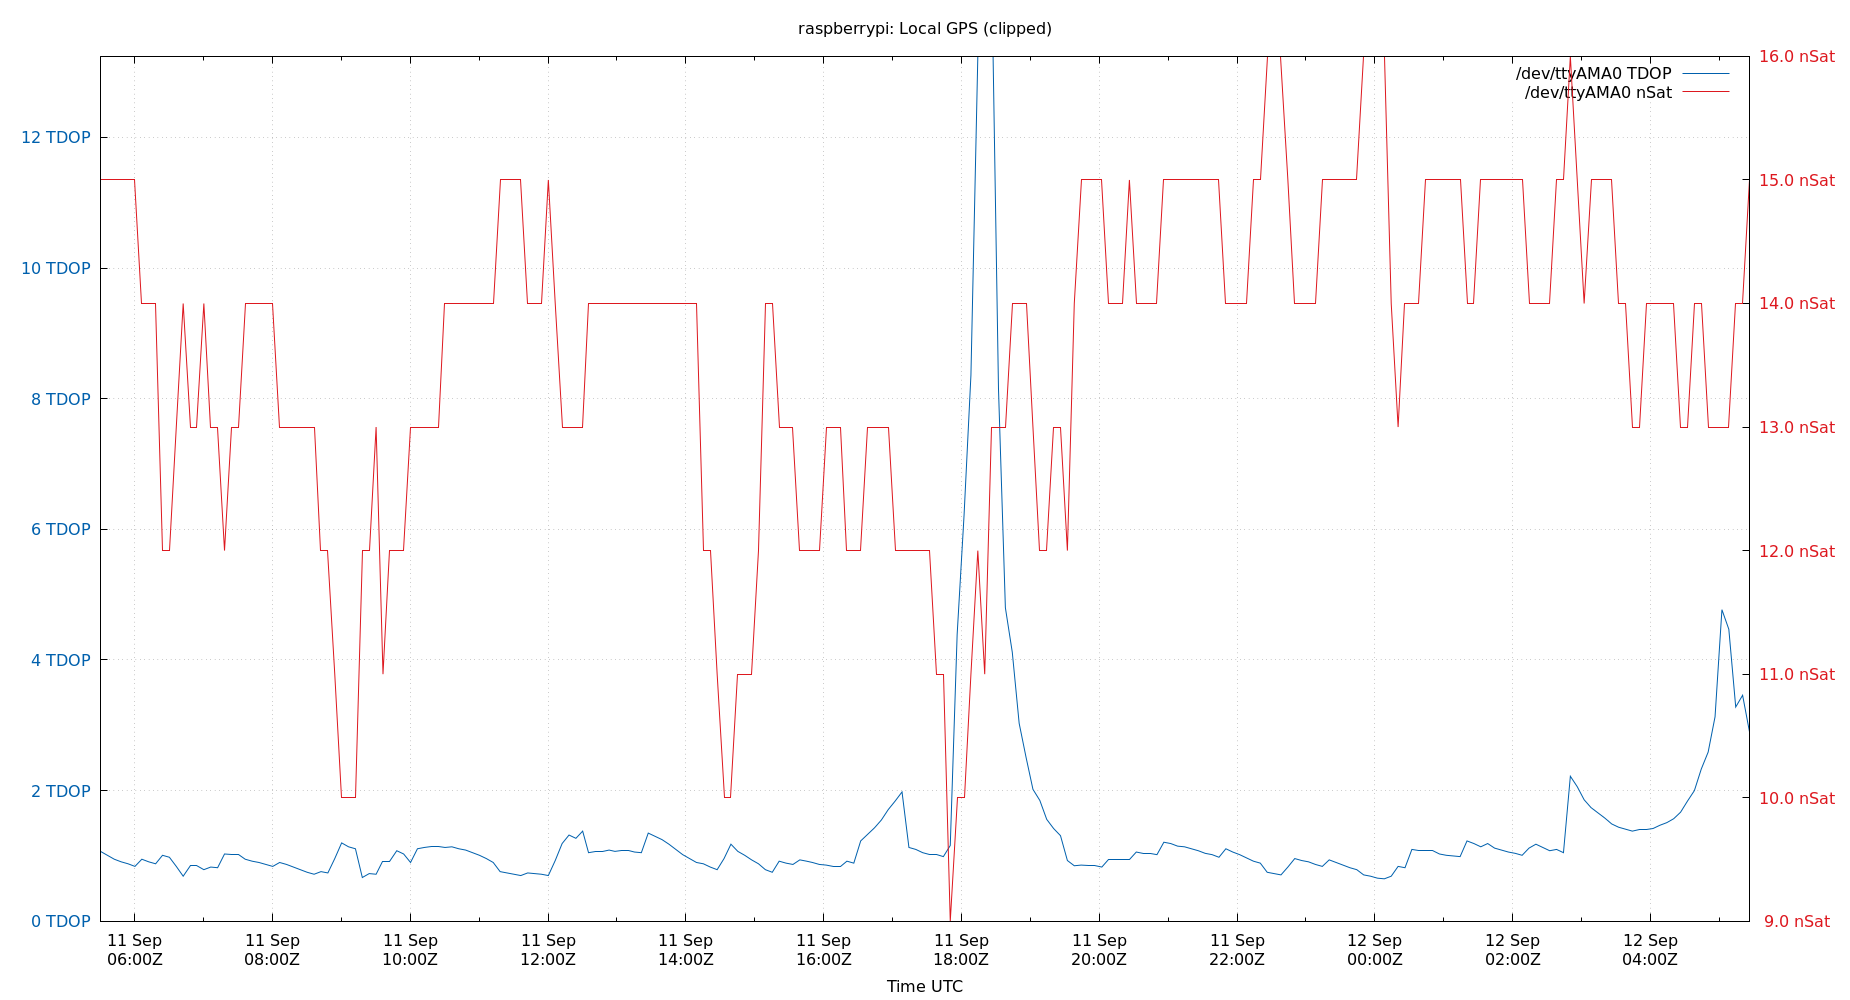 raspberrypi: Local GPS (clipped)
/dev/ttyAMA0 TDOP
/dev/ttyAMA0 nSat
12 TDOP
10 TDOP
8 TDOP
6 TDOP
4 TDOP
2 TDOP
0 TDOP
16.0 nSat
15.0 nSat
14.0 nSat
13.0 nSat
12.0 nSat
11.0 nSat
10.0 nSat
9.0 nSat
11 Sep
06:00Z
11 Sep
08:00Z
11 Sep
10:00Z
11 Sep
12:00Z
11 Sep
14:00Z
11 Sep
16:00Z
11 Sep
18:00Z
11 Sep
20:00Z
11 Sep
22:00Z
12 Sep
00:00Z
12 Sep
02:00Z
12 Sep
04:00Z
Time UTC